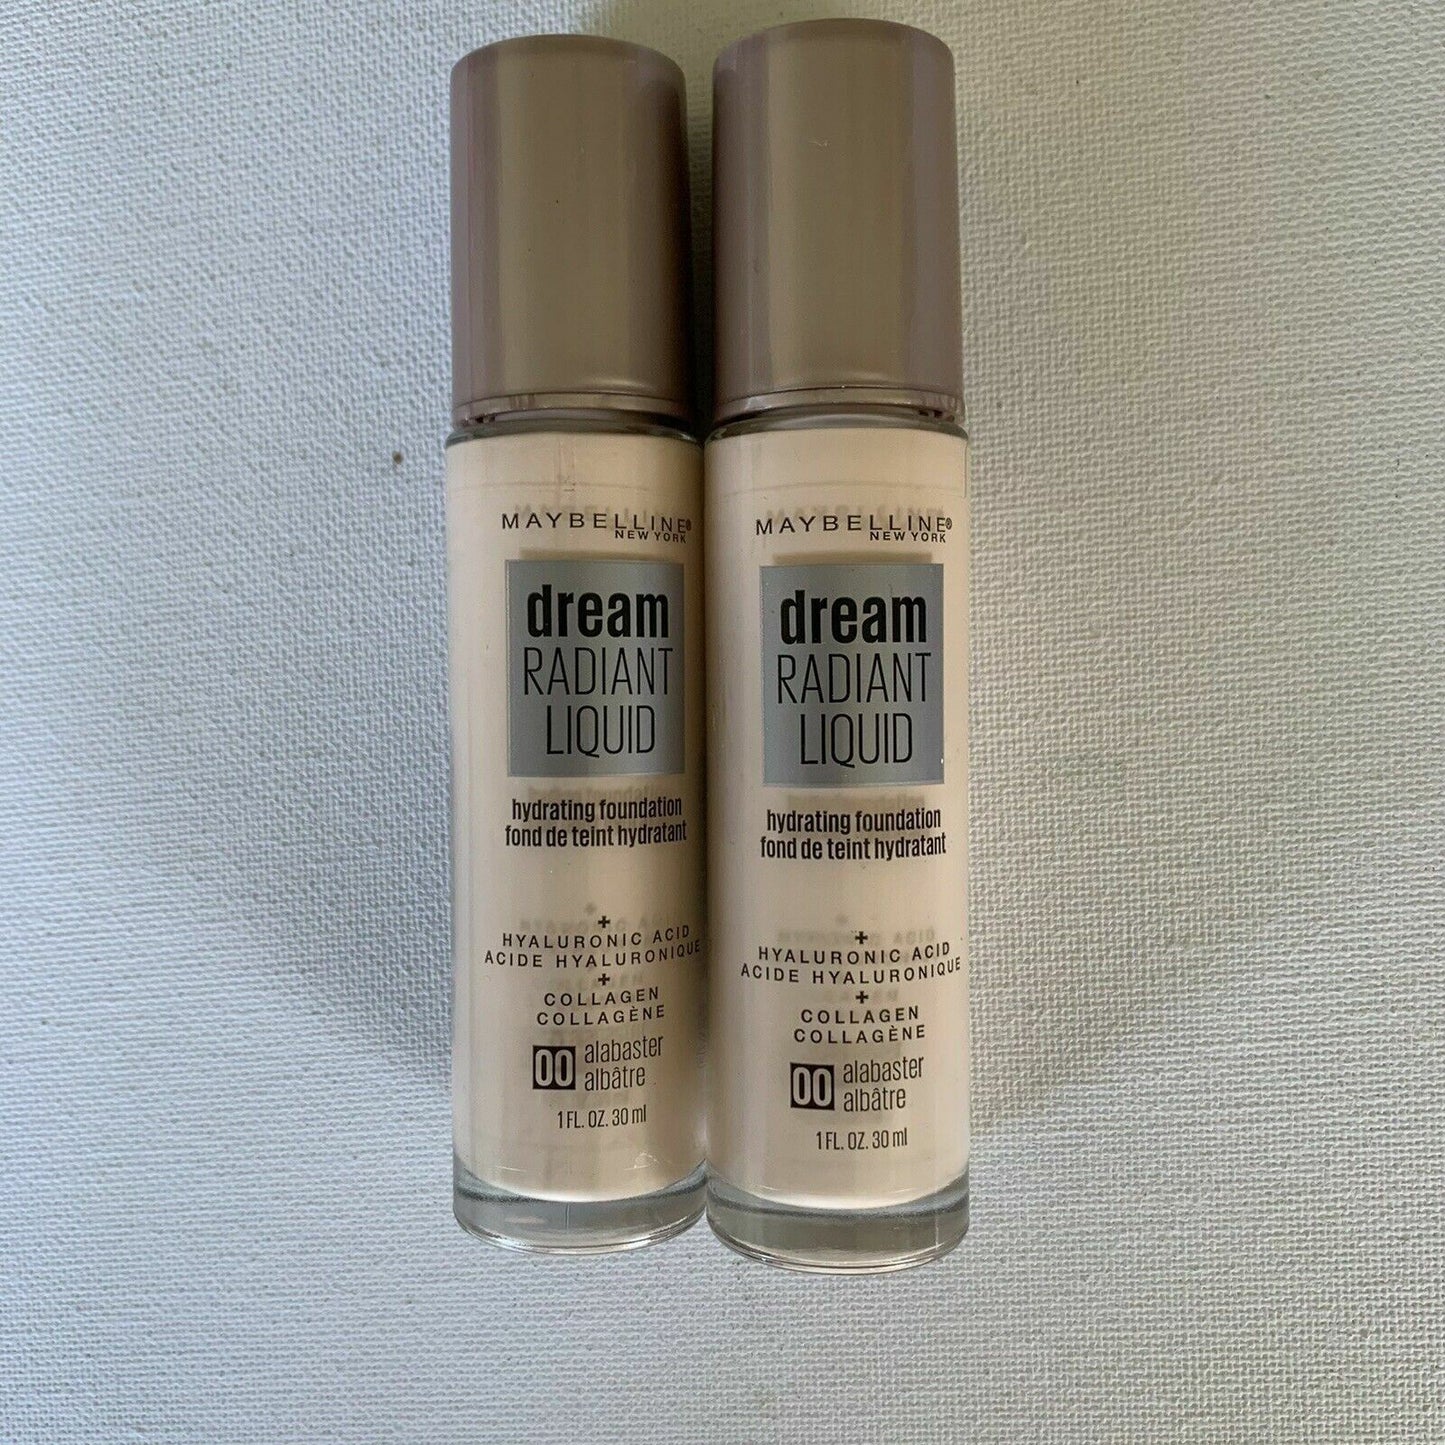 MAYBELLINE®
NEW YORK
dream
RADIANT
LIQUID
hydrating foundation
fond de teint hydratant
+
HYALURONIC ACID
ACIDE HYALURONIQUE
+
COLLAGEN
COLLAGÈNE
00 alabaster
albâtre
1 FL. OZ. 30 ml
MAYBELLINE®
NEW YORK
dream
RADIANT
LIQUID
hydrating foundation
fond de teint hydratant
+
HYALURONIC ACID
ACIDE HYALURONIQUE
+
COLLAGEN
COLLAGÈNE
00 alabaster
albâtre
1 FL. OZ. 30 ml